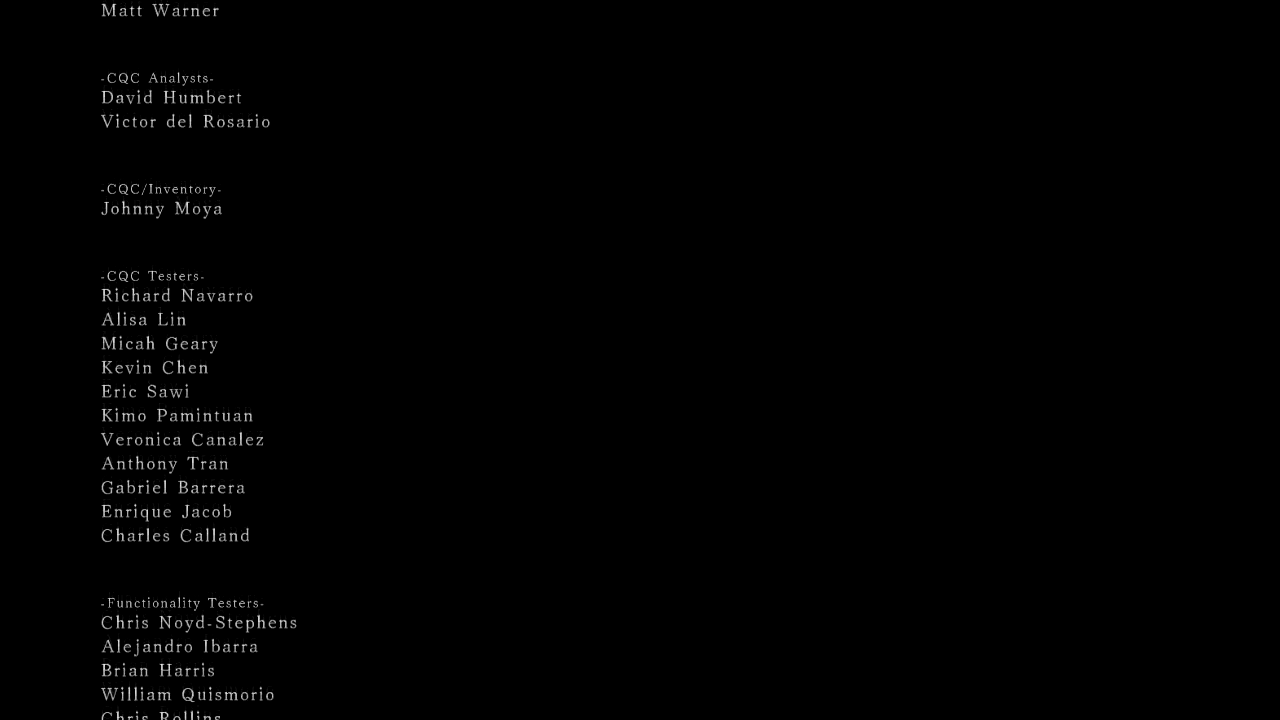 Matt Warner
-CQC Analysts-
David Humbert
Victor del Rosario
-CQC/Inventory-
Johnny Moya
-CQC Testers-
Richard Navarro
Alisa Lin
Micah Geary
Kevin Chen
Eric Sawi
Kimo Pamintuan
Veronica Canalez
Anthony Tran
Gabriel Barrera
Enrique Jacob
Charles Calland
-Functionality Testers-
Chris Noyd-Stephens
Alejandro Ibarra
Brian Harris
William Quismorio
Chris Rollins